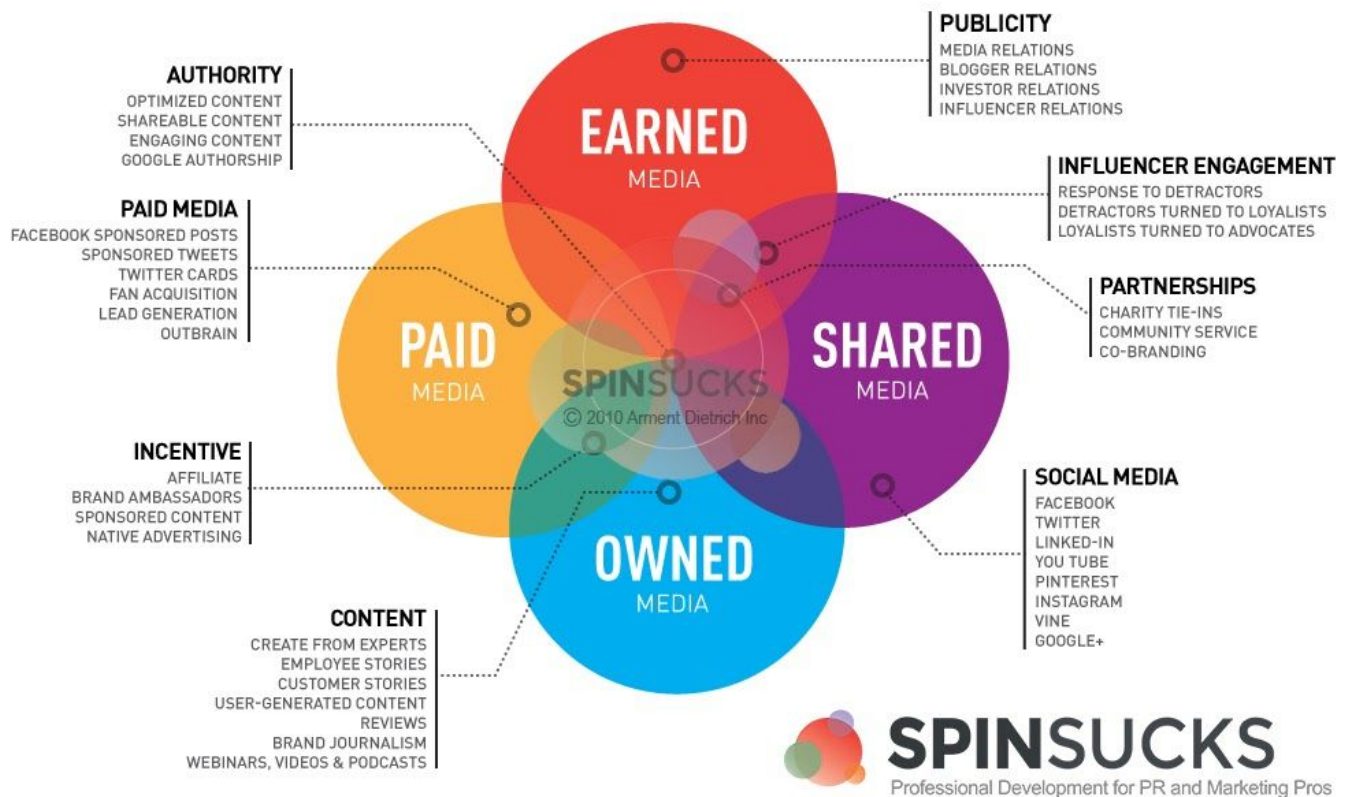 PUBLICITY
MEDIA RELATIONS
BLOGGER RELATIONS
INVESTOR RELATIONS
INFLUENCER RELATIONS
AUTHORITY
OPTIMIZED CONTENT
SHAREABLE CONTENT
ENGAGING CONTENT
GOOGLE AUTHORSHIP
EARNED
MEDIA
INFLUENCER ENGAGEMENT
RESPONSE TO DETRACTORS
DETRACTORS TURNED TO LOYALISTS
LOYALISTS TURNED TO ADVOCATES
PAID MEDIA
FACEBOOK SPONSORED POSTS
SPONSORED TWEETS
TWITTER CARDS
FAN ACQUISITION
LEAD GENERATION
OUTBRAIN
PARTNERSHIPS
CHARITY TIE-INS
COMMUNITY SERVICE
CO-BRANDING
PAID
MEDIA
SHARED
MEDIA
SPINSUCKS
© 2010 Arment Dietrich Inc
INCENTIVE
AFFILIATE
BRAND AMBASSADORS
SPONSORED CONTENT
NATIVE ADVERTISING
SOCIAL MEDIA
FACEBOOK
TWITTER
LINKED-IN
YOU TUBE
PINTEREST
INSTAGRAM
VINE
GOOGLE+
OWNED
MEDIA
CONTENT
CREATE FROM EXPERTS
EMPLOYEE STORIES
CUSTOMER STORIES
USER-GENERATED CONTENT
REVIEWS
BRAND JOURNALISM
WEBINARS, VIDEOS & PODCASTS
SPINSUCKS
Professional Development for PR and Marketing Pros